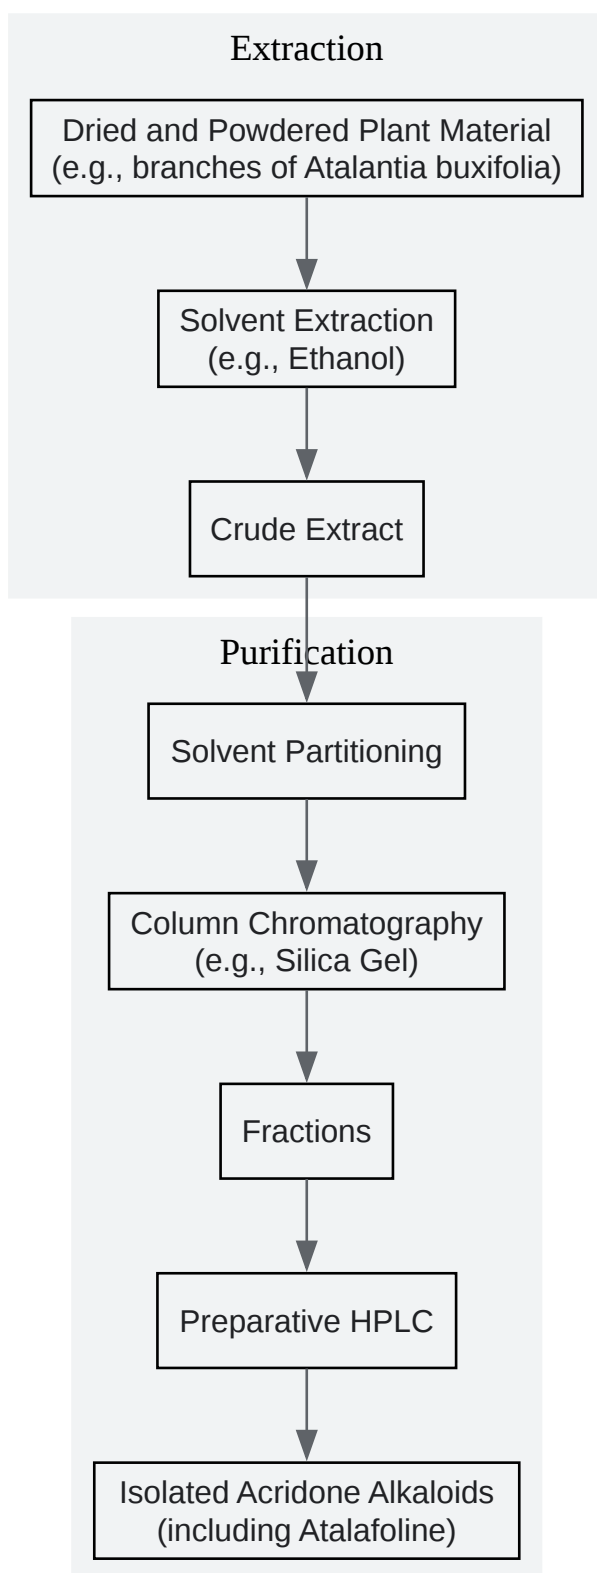 Extraction
Dried and Powdered Plant Material
(e.g., branches of Atalantia buxifolia)
Solvent Extraction
(e.g., Ethanol)
Crude Extract
Purification
Solvent Partitioning
Column Chromatography
(e.g., Silica Gel)
Fractions
Preparative HPLC
Isolated Acridone Alkaloids
(including Atalafoline)